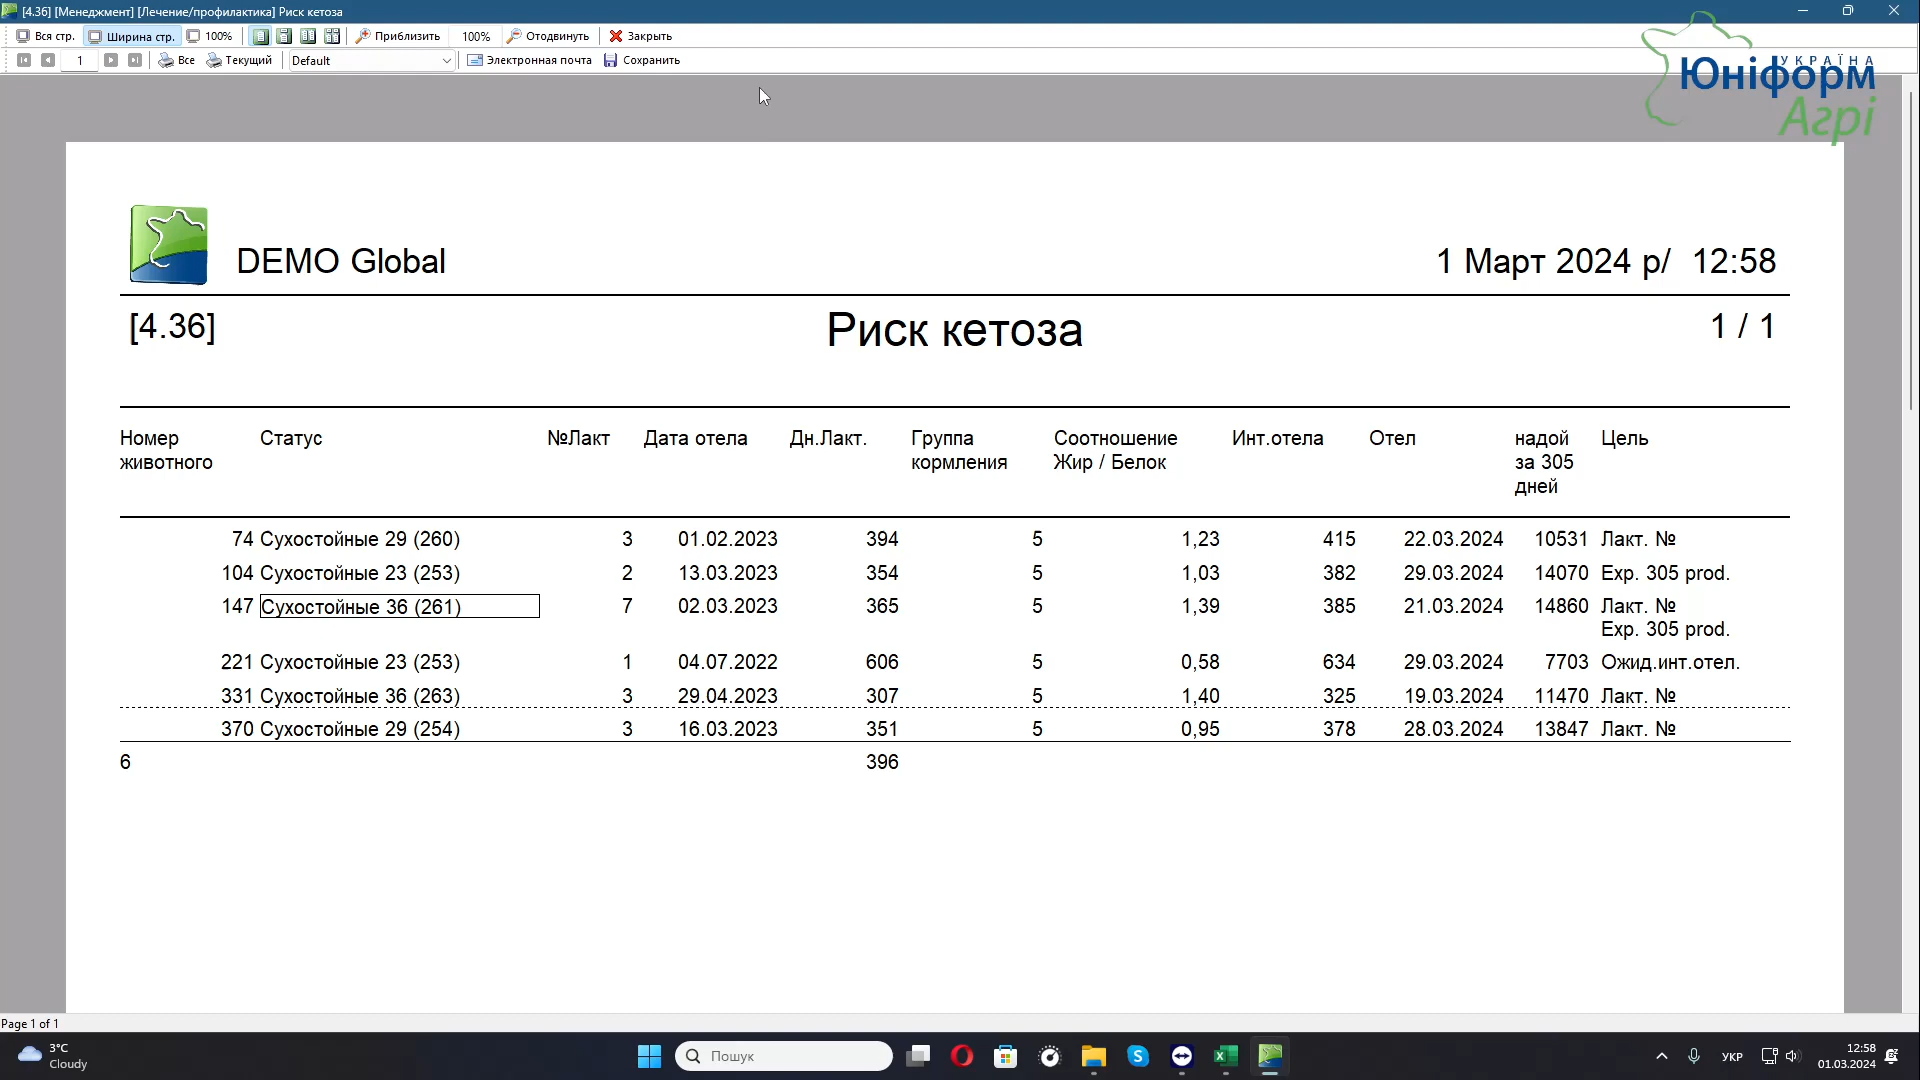 [4.36] [Менеджмент] [Лечение/профилактика] Риск кетоза
Вся стр. Ширина стр. 100% Приблизить 100% Отодвинуть Закрыть
1 Все Текущий Default Электронная почта Сохранить
УКРАЇНА
Юніформ
Агрі
DEMO Global 1 Март 2024 р/ 12:58
[4.36] Риск кетоза 1 / 1
Номер животного Статус №Лакт Дата отела Дн.Лакт. Группа кормления Соотношение Жир / Белок Инт.отела Отел надой за 305 дней Цель
74 Сухостойные 29 (260) 3 01.02.2023 394 5 1,23 415 22.03.2024 10531 Лакт. №
104 Сухостойные 23 (253) 2 13.03.2023 354 5 1,03 382 29.03.2024 14070 Exp. 305 prod.
147 Сухостойные 36 (261) 7 02.03.2023 365 5 1,39 385 21.03.2024 14860 Лакт. №
Exp. 305 prod.
221 Сухостойные 23 (253) 1 04.07.2022 606 5 0,58 634 29.03.2024 7703 Ожид.инт.отел.
331 Сухостойные 36 (263) 3 29.04.2023 307 5 1,40 325 19.03.2024 11470 Лакт. №
370 Сухостойные 29 (254) 3 16.03.2023 351 5 0,95 378 28.03.2024 13847 Лакт. №
6 396
Page 1 of 1
3°C
Cloudy
Пошук
УКР
12:58
01.03.2024